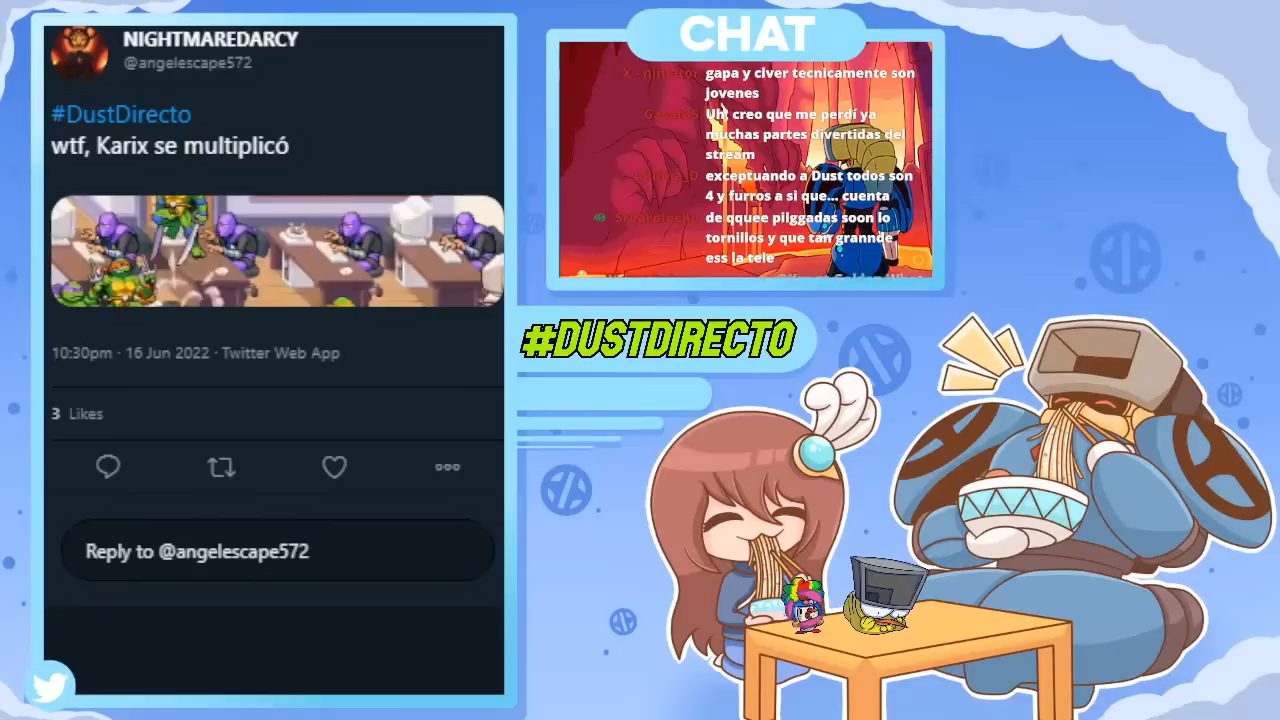 NIGHTMAREDARCY
@angelescape572
#DustDirecto
wtf, Karix se multiplicó
10:30pm · 16 Jun 2022 · Twitter Web App
3 Likes
Reply to @angelescape572
CHAT
gapa y clver tecnicamente son
jovenes
Uh, creo que me perdí ya
muchas partes divertidas del
stream
exceptuando a Dust todos son
4 y furros a si que... cuenta
de qquee pilggadas soon lo
tornillos y que tan grannde
ess la tele
#DUSTDIRECTO